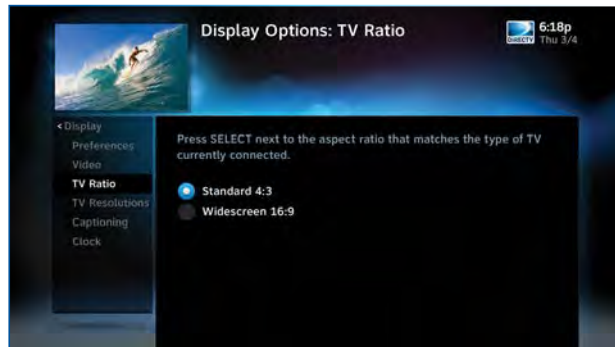 Display Options: TV Ratio
DIRECTV
6:18p
Thu 3/4
<Display
Preferences
Video
TV Ratio
TV Resolutions
Captioning
Clock
Press SELECT next to the aspect ratio that matches the type of TV
currently connected.
Standard 4:3
Widescreen 16:9